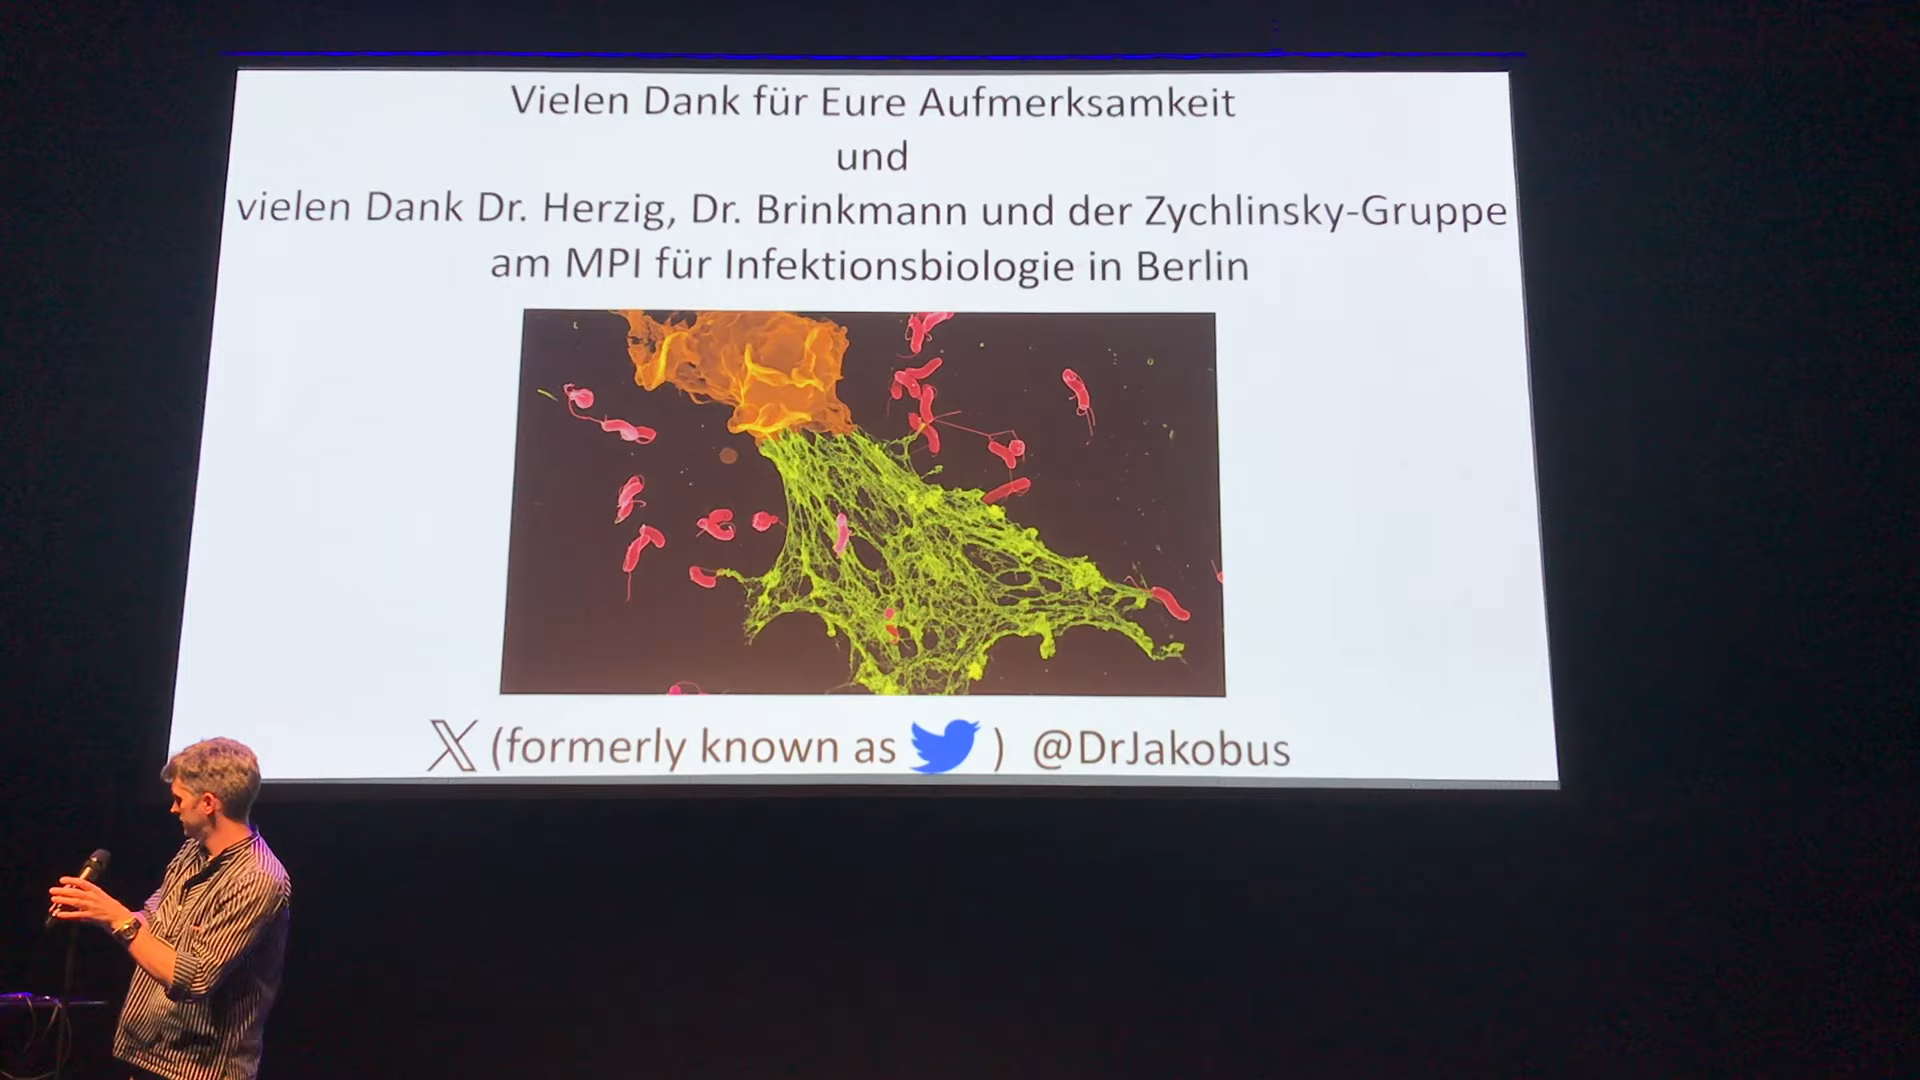 Vielen Dank für Eure Aufmerksamkeit
und
vielen Dank Dr. Herzig, Dr. Brinkmann und der Zychlinsky-Gruppe
am MPI für Infektionsbiologie in Berlin
X (formerly known as ) @DrJakobus